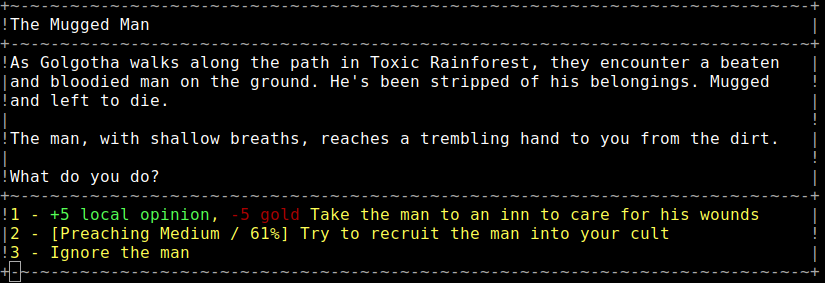 The Mugged Man
As Golgotha walks along the path in Toxic Rainforest, they encounter a beaten
and bloodied man on the ground. He's been stripped of his belongings. Mugged
and left to die.
The man, with shallow breaths, reaches a trembling hand to you from the dirt.
What do you do?
1 - +5 local opinion, -5 gold Take the man to an inn to care for his wounds
2 - [Preaching Medium / 61%] Try to recruit the man into your cult
3 - Ignore the man